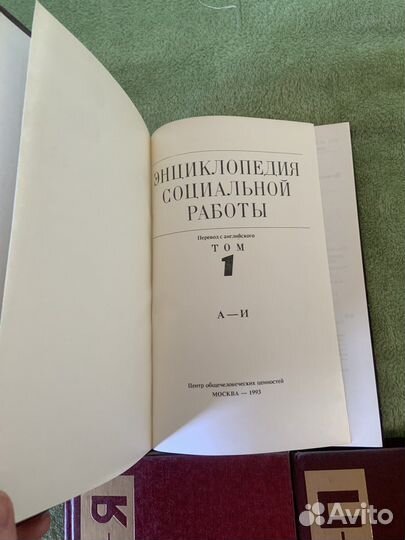 ЭНЦИКЛОПЕДИЯ
СОЦИАЛЬНОЙ
РАБОТЫ
Перевод с английского
ТОМ
1
А—И
Центр общечеловеческих ценностей
МОСКВА — 1993
К–
П–
Avito